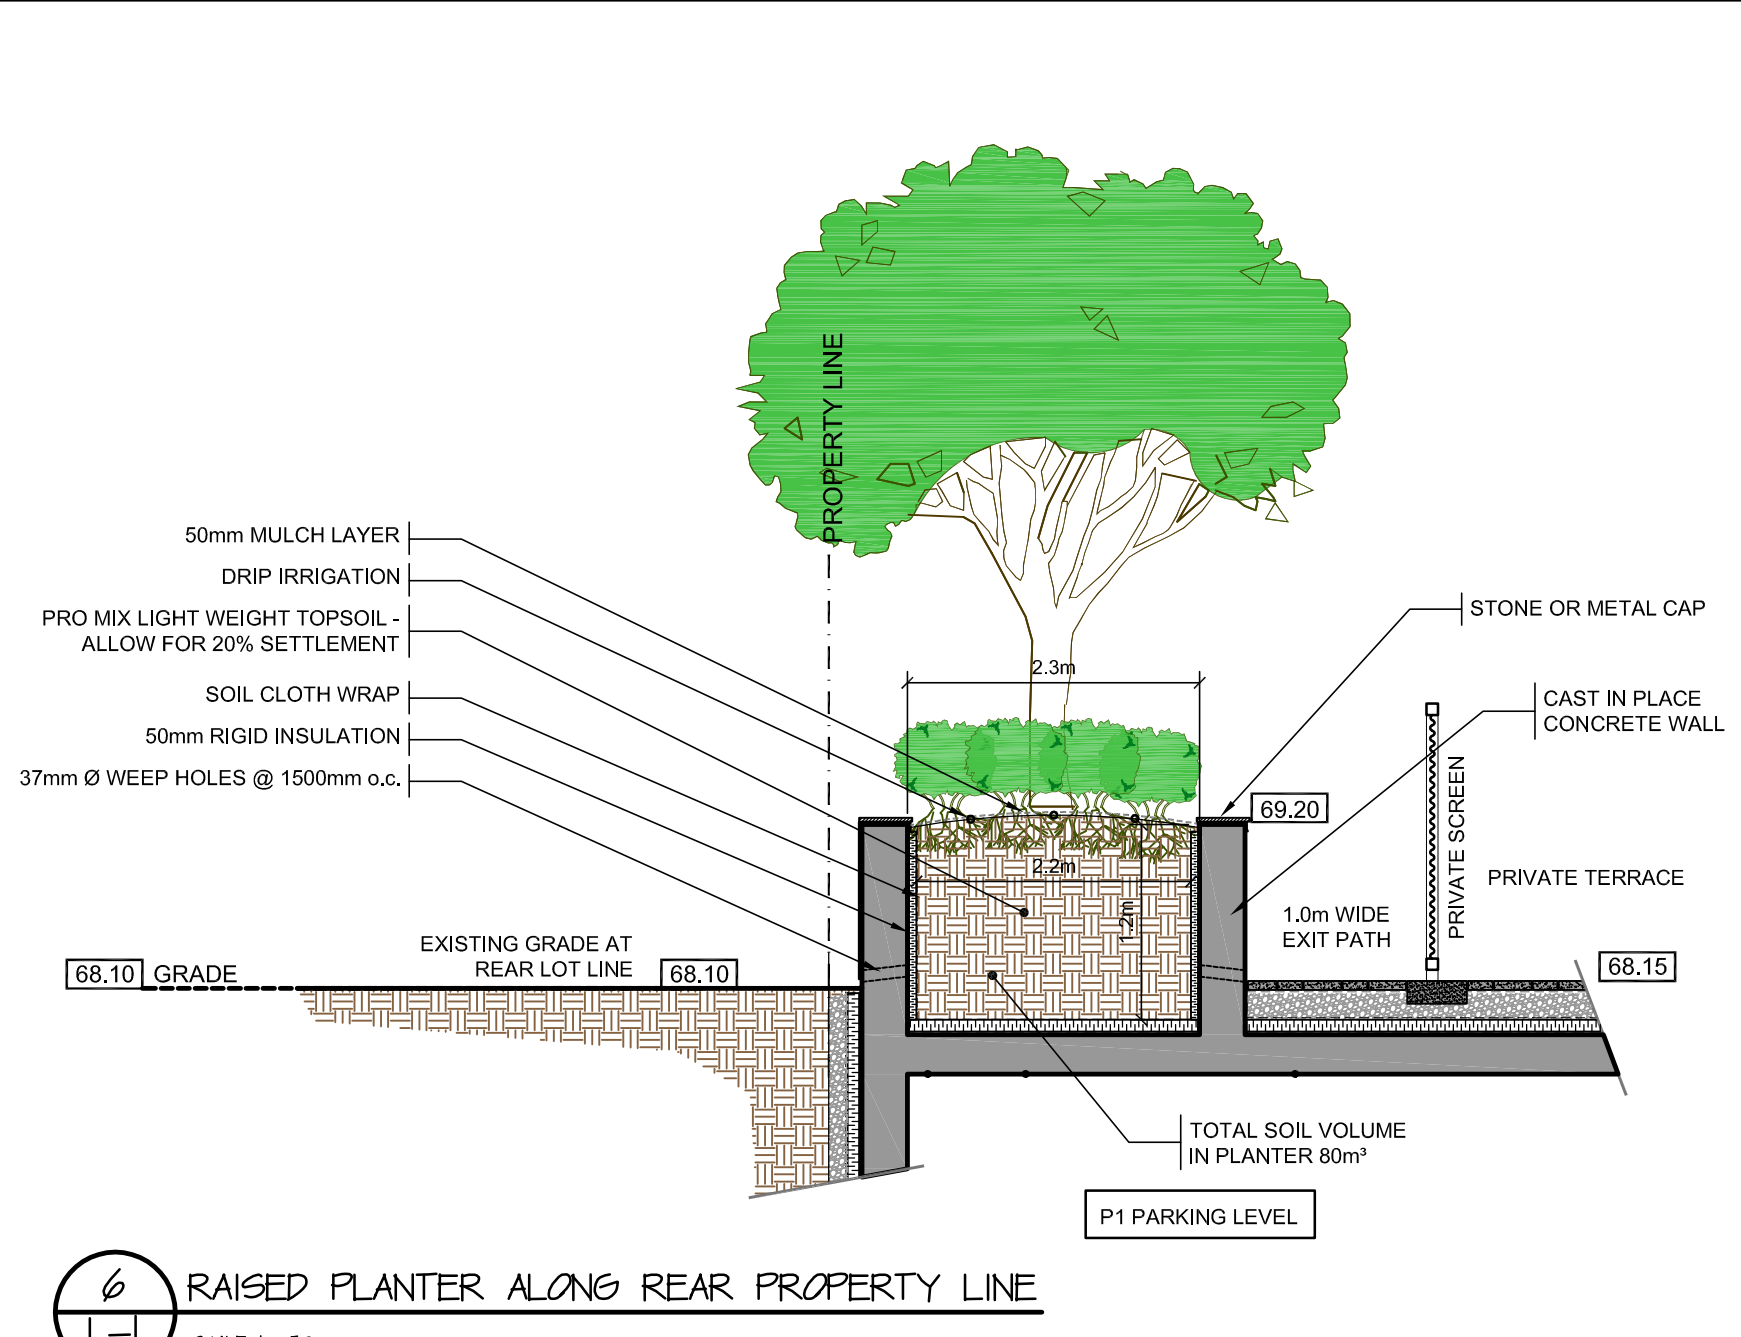 PROPERTY LINE
50mm MULCH LAYER
DRIP IRRIGATION
PRO MIX LIGHT WEIGHT TOPSOIL -
ALLOW FOR 20% SETTLEMENT
SOIL CLOTH WRAP
50mm RIGID INSULATION
37mm Ø WEEP HOLES @ 1500mm o.c.
STONE OR METAL CAP
CAST IN PLACE
CONCRETE WALL
2.3m
69.20
2.2m
1.2m
PRIVATE SCREEN
PRIVATE TERRACE
1.0m WIDE
EXIT PATH
EXISTING GRADE AT
REAR LOT LINE
68.10
GRADE
68.10
68.15
TOTAL SOIL VOLUME
IN PLANTER 80m³
P1 PARKING LEVEL
6
RAISED PLANTER ALONG REAR PROPERTY LINE